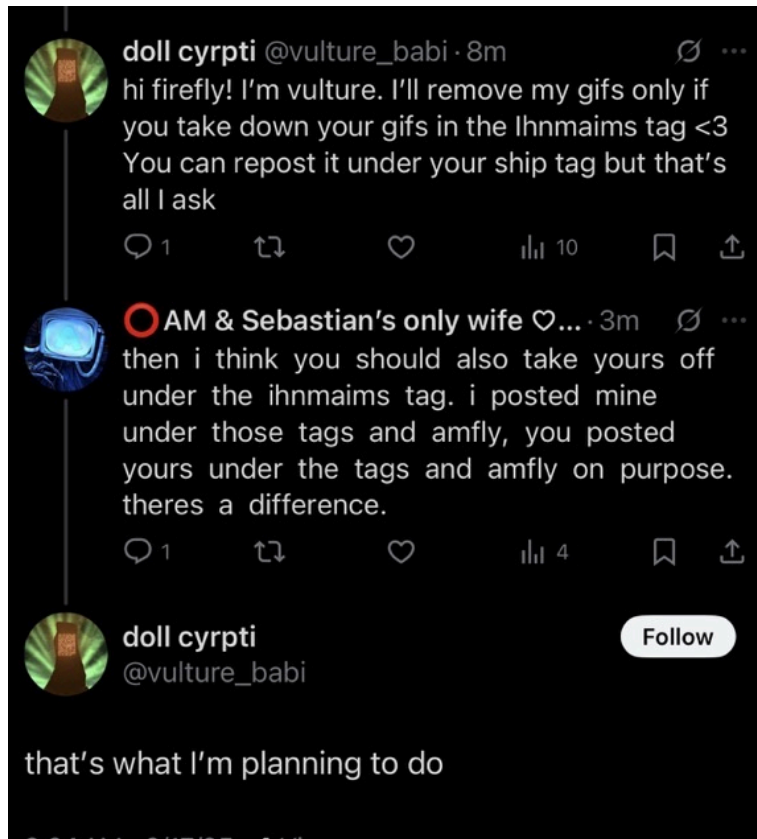 doll cyrpti @vulture_babi · 8m
hi firefly! I'm vulture. I'll remove my gifs only if
you take down your gifs in the Ihnmaims tag <3
You can repost it under your ship tag but that's
all I ask
1 10
⭕AM & Sebastian's only wife ♡... · 3m
then i think you should also take yours off
under the ihnmaims tag. i posted mine
under those tags and amfly, you posted
yours under the tags and amfly on purpose.
theres a difference.
1 4
doll cyrpti
Follow
@vulture_babi
that's what I'm planning to do